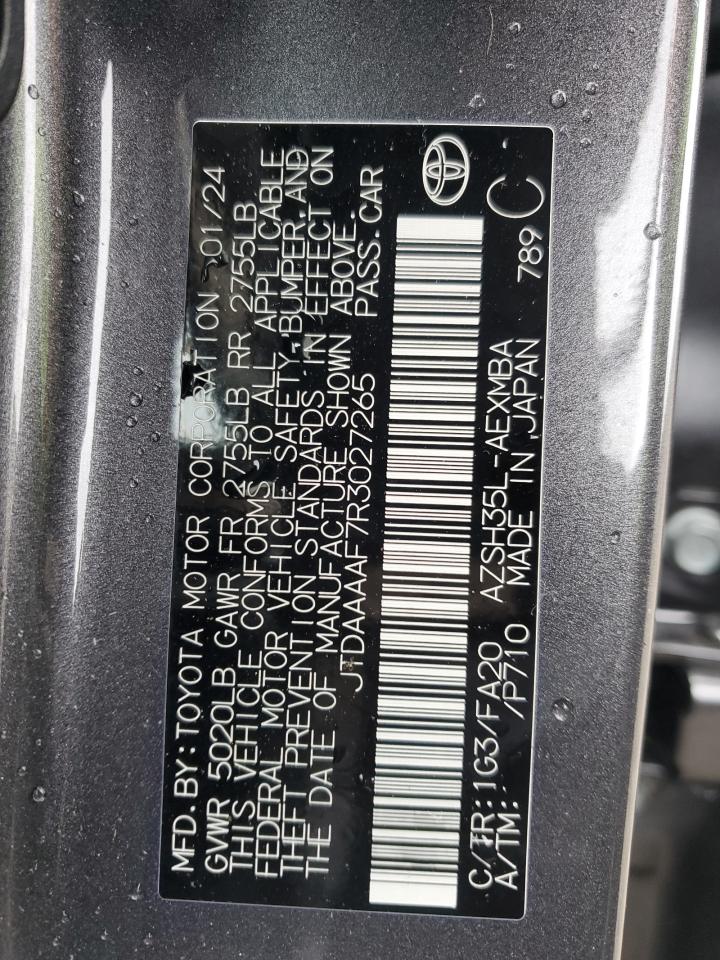 MFD.BY:TOYOTA MOTOR CORPORATION 01/24
GVWR 5020LB GAWR FR 2755LB RR 2755LB
THIS VEHICLE CONFORMS TO ALL APPLICABLE
FEDERAL MOTOR VEHICLE SAFETY,BUMPER,AND
THEFT PREVENTION STANDARDS IN EFFECT ON
THE DATE OF MANUFACTURE SHOWN ABOVE.
JTDAAAAF7R3027265 PASS.CAR
C/TR:1G3/FA20 AZSH35L-AEXMBA 789 C
A/TM: /P710 MADE IN JAPAN